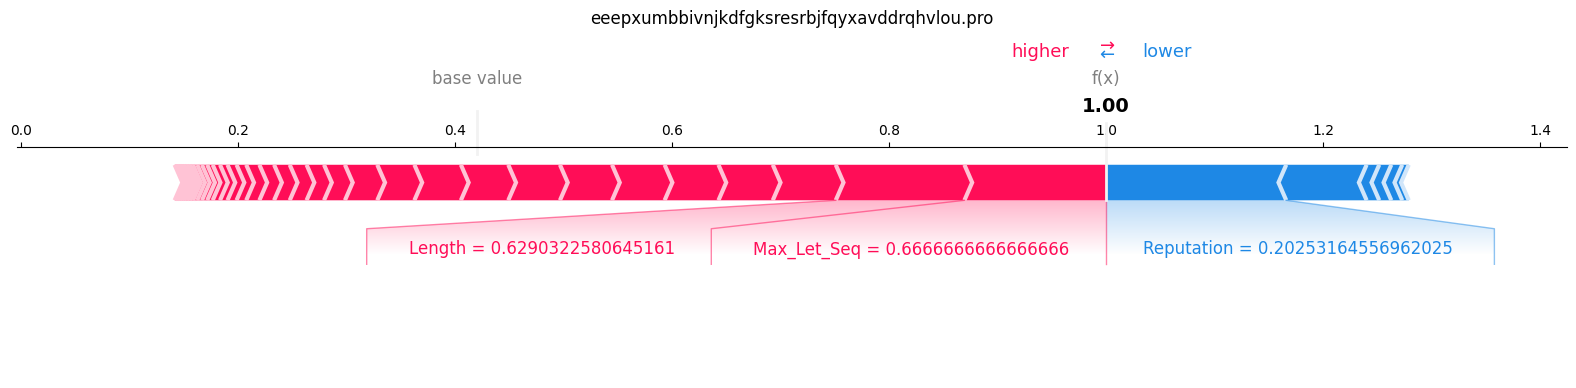 eeepxumbbivnjkdfgksresrbjfqyxavddrqhvlou.pro
higher ⇄ lower
base value f(x)
1.00
0.0 0.2 0.4 0.6 0.8 1.0 1.2 1.4
Length = 0.6290322580645161 Max_Let_Seq = 0.6666666666666666 Reputation = 0.20253164556962025